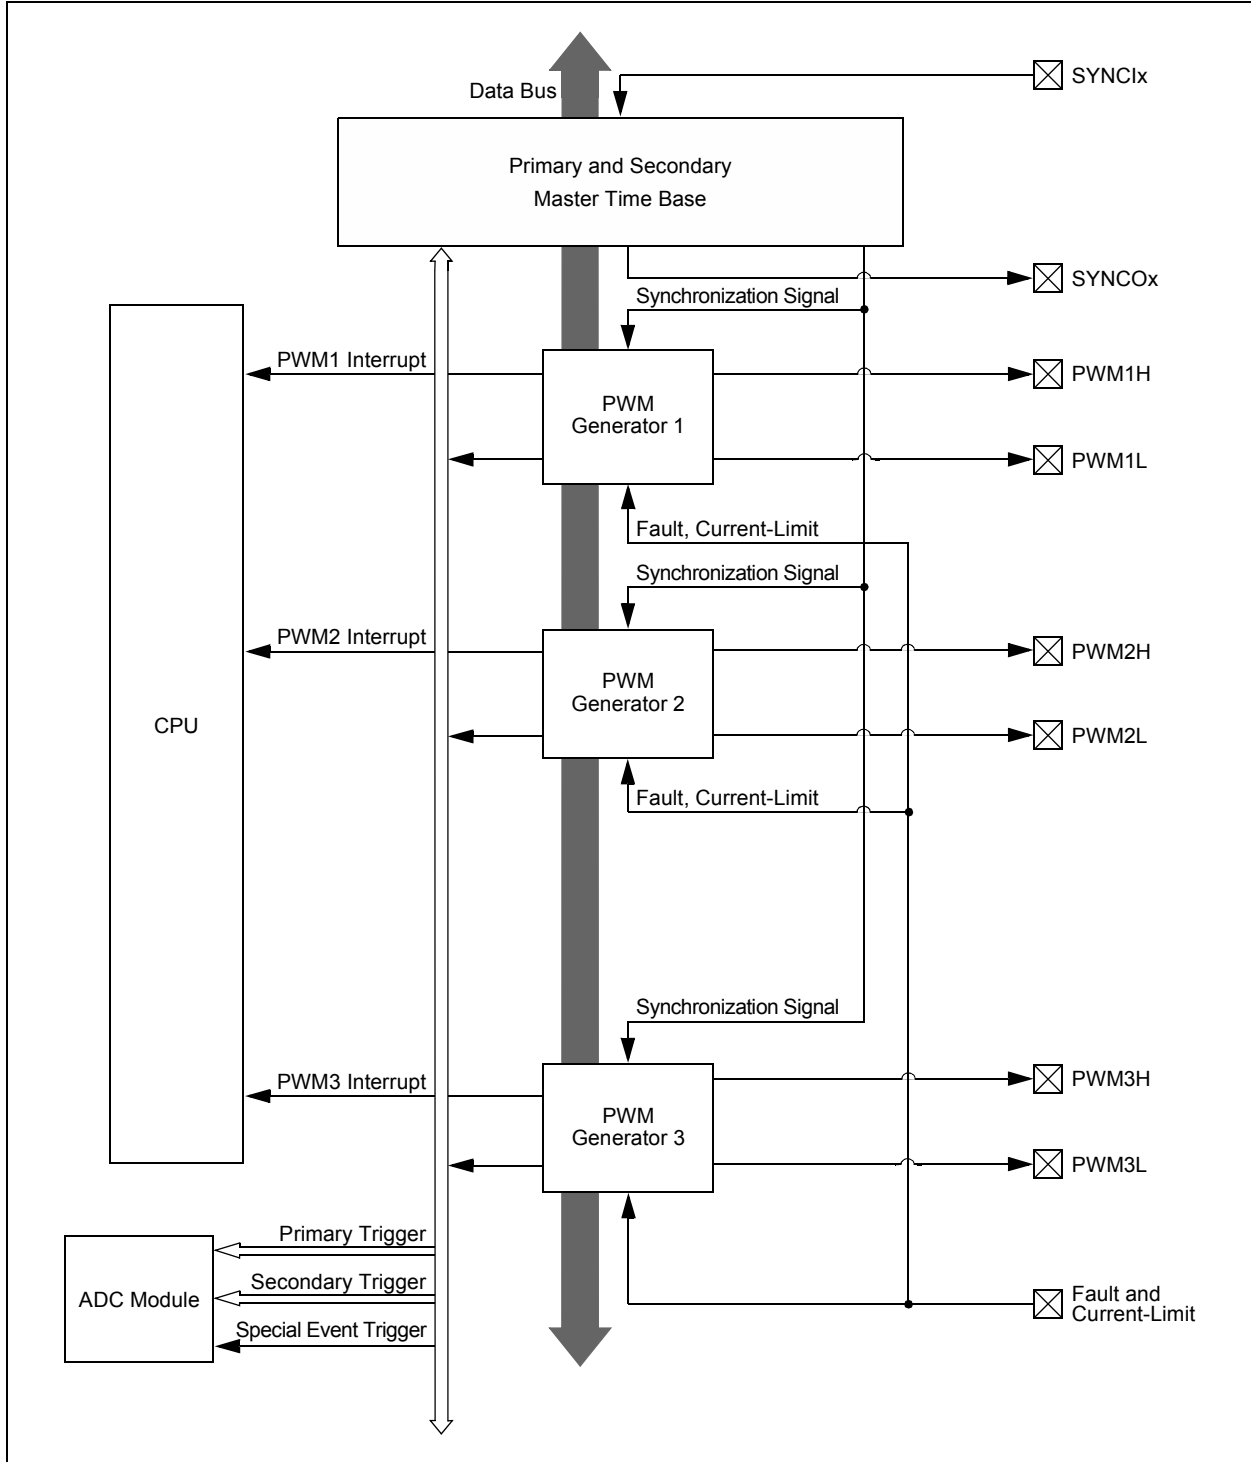 SYNCIx
Data Bus
Primary and Secondary
Master Time Base
SYNCOx
Synchronization Signal
PWM1 Interrupt
PWM1H
PWM
Generator 1
PWM1L
Fault, Current-Limit
Synchronization Signal
PWM2 Interrupt
PWM2H
PWM
Generator 2
CPU
PWM2L
Fault, Current-Limit
Synchronization Signal
PWM3 Interrupt
PWM3H
PWM
Generator 3
PWM3L
Primary Trigger
Secondary Trigger
ADC Module
Special Event Trigger
Fault and
Current-Limit